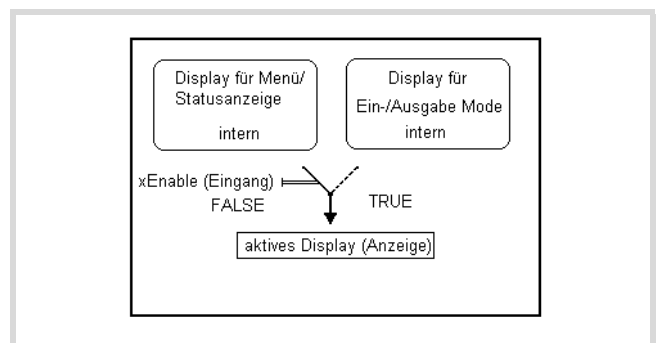 Display für Menü/
Statusanzeige
intern
Display für
Ein-/Ausgabe Mode
intern
xEnable (Eingang)
FALSE
TRUE
aktives Display (Anzeige)